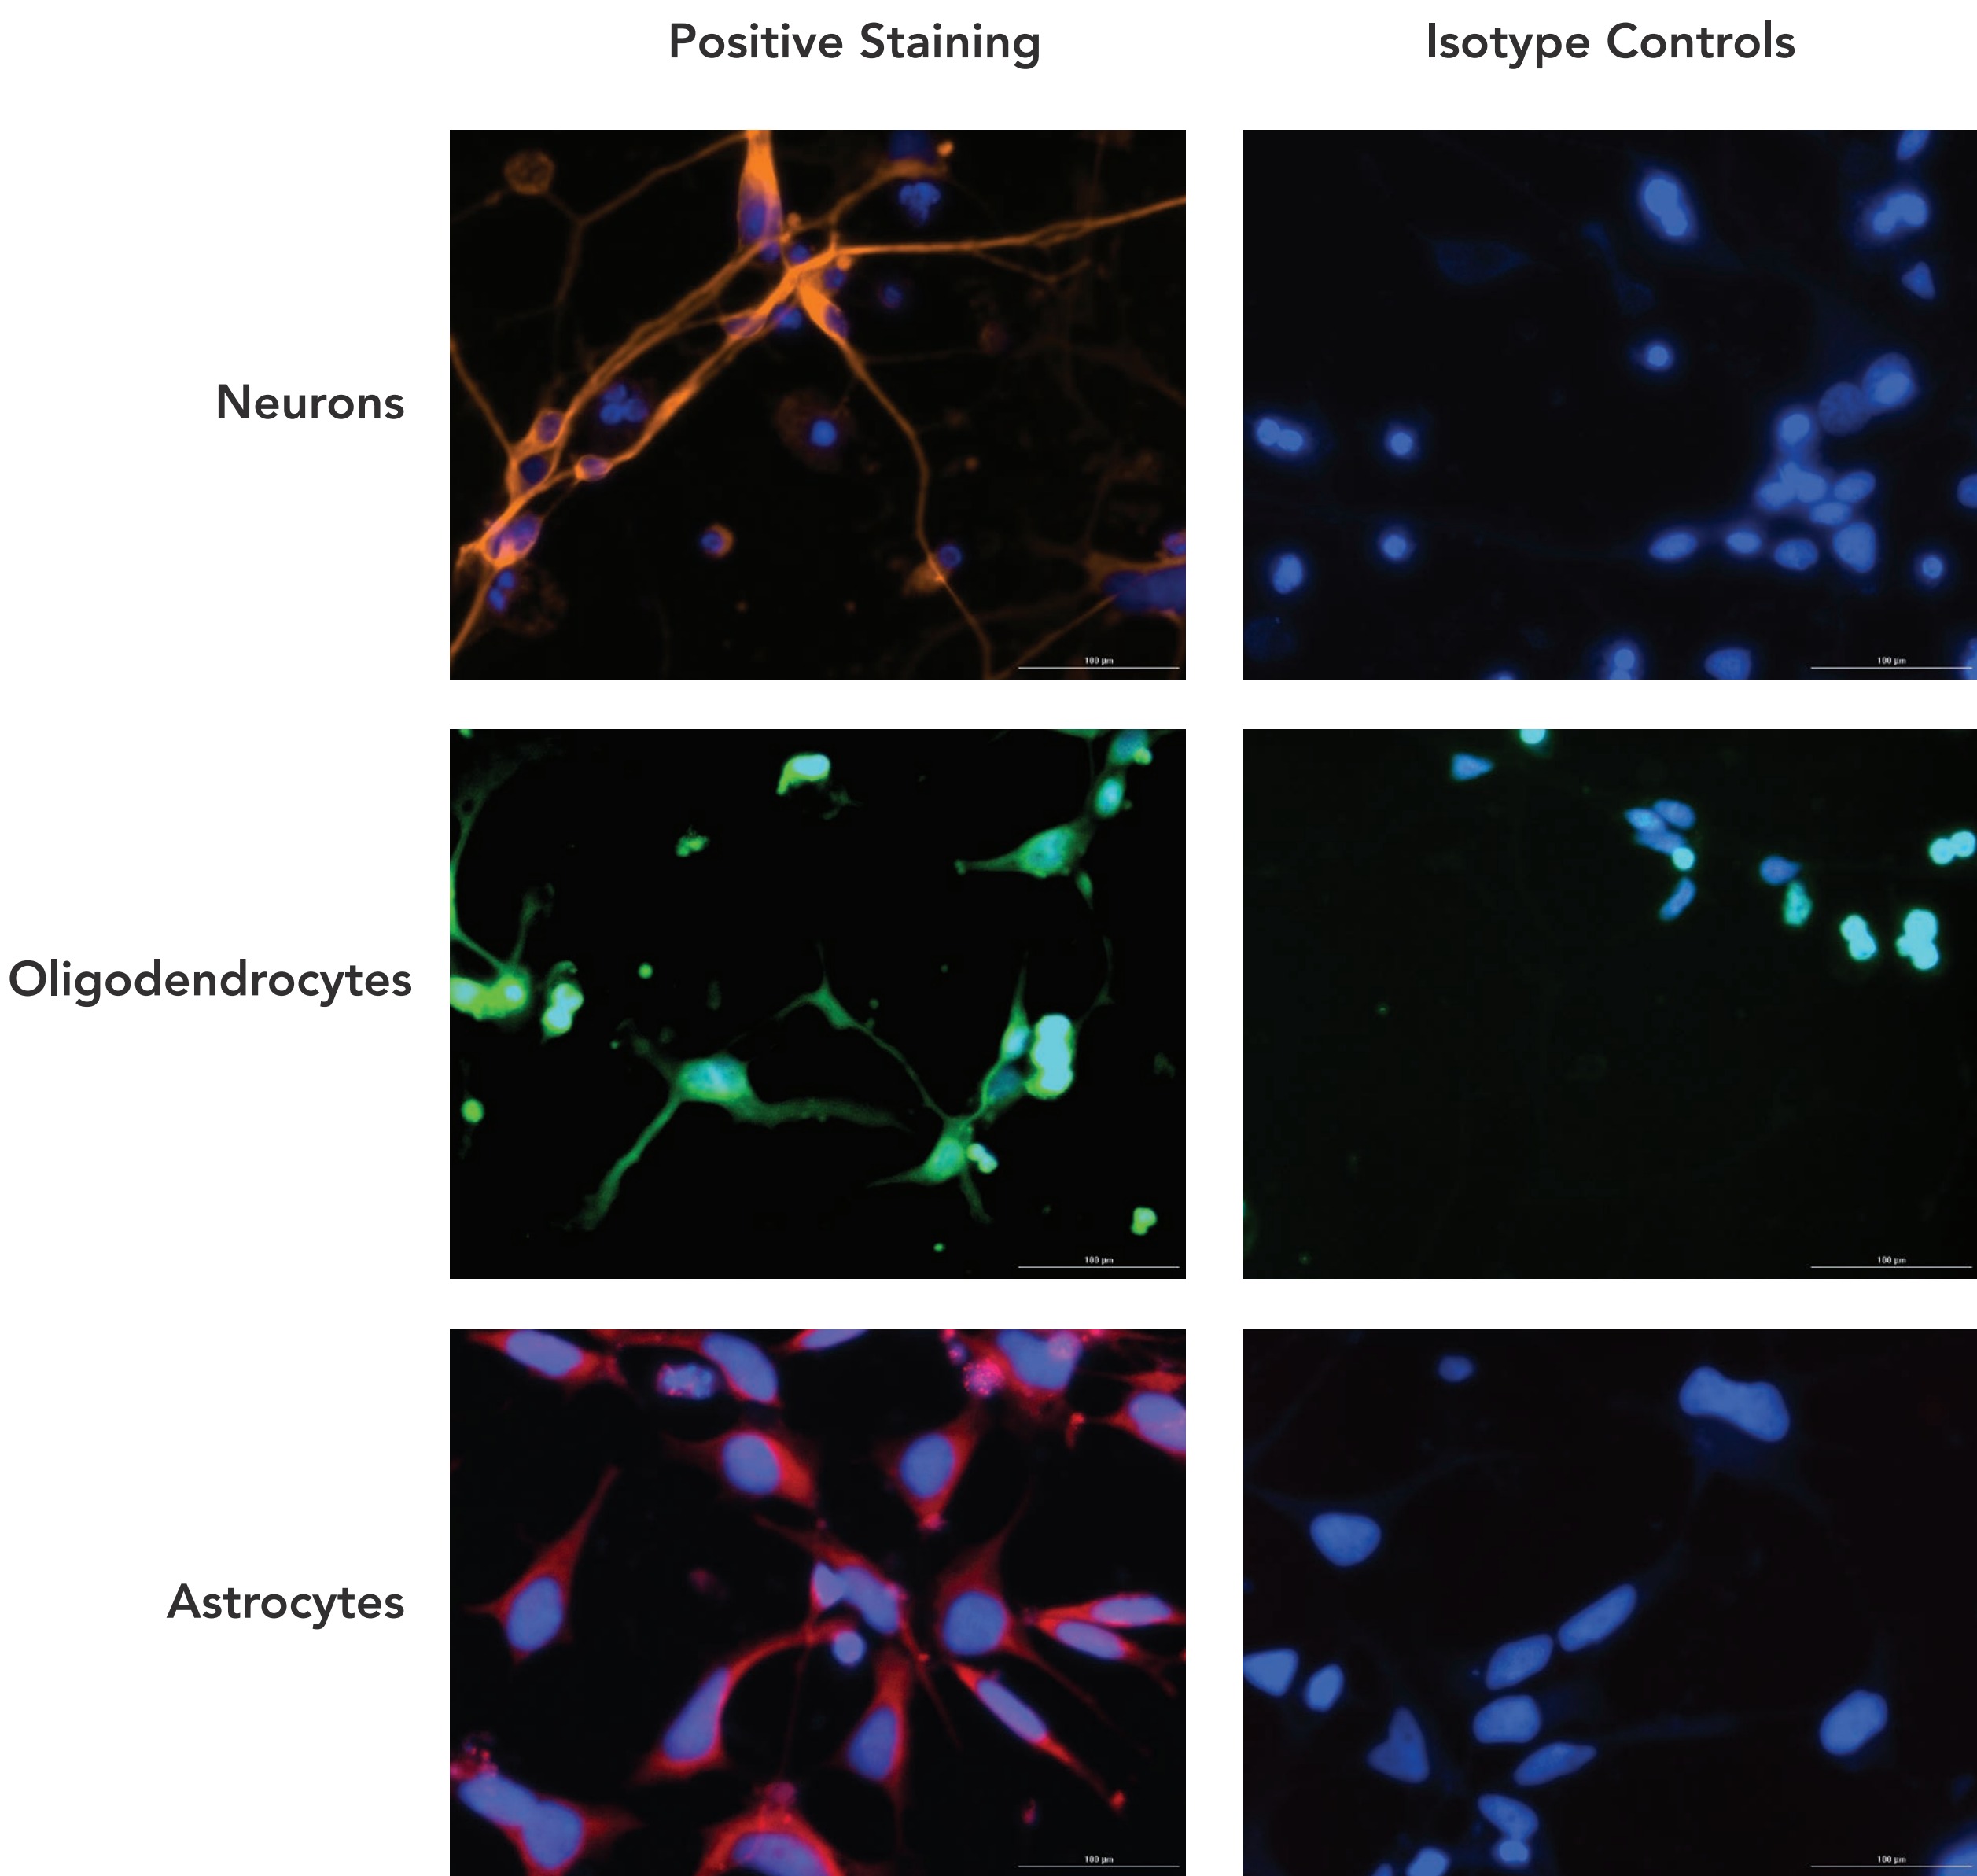 Positive Staining
Isotype Controls
Neurons
100 µm
100 µm
Oligodendrocytes
100 µm
100 µm
Astrocytes
100 µm
100 µm